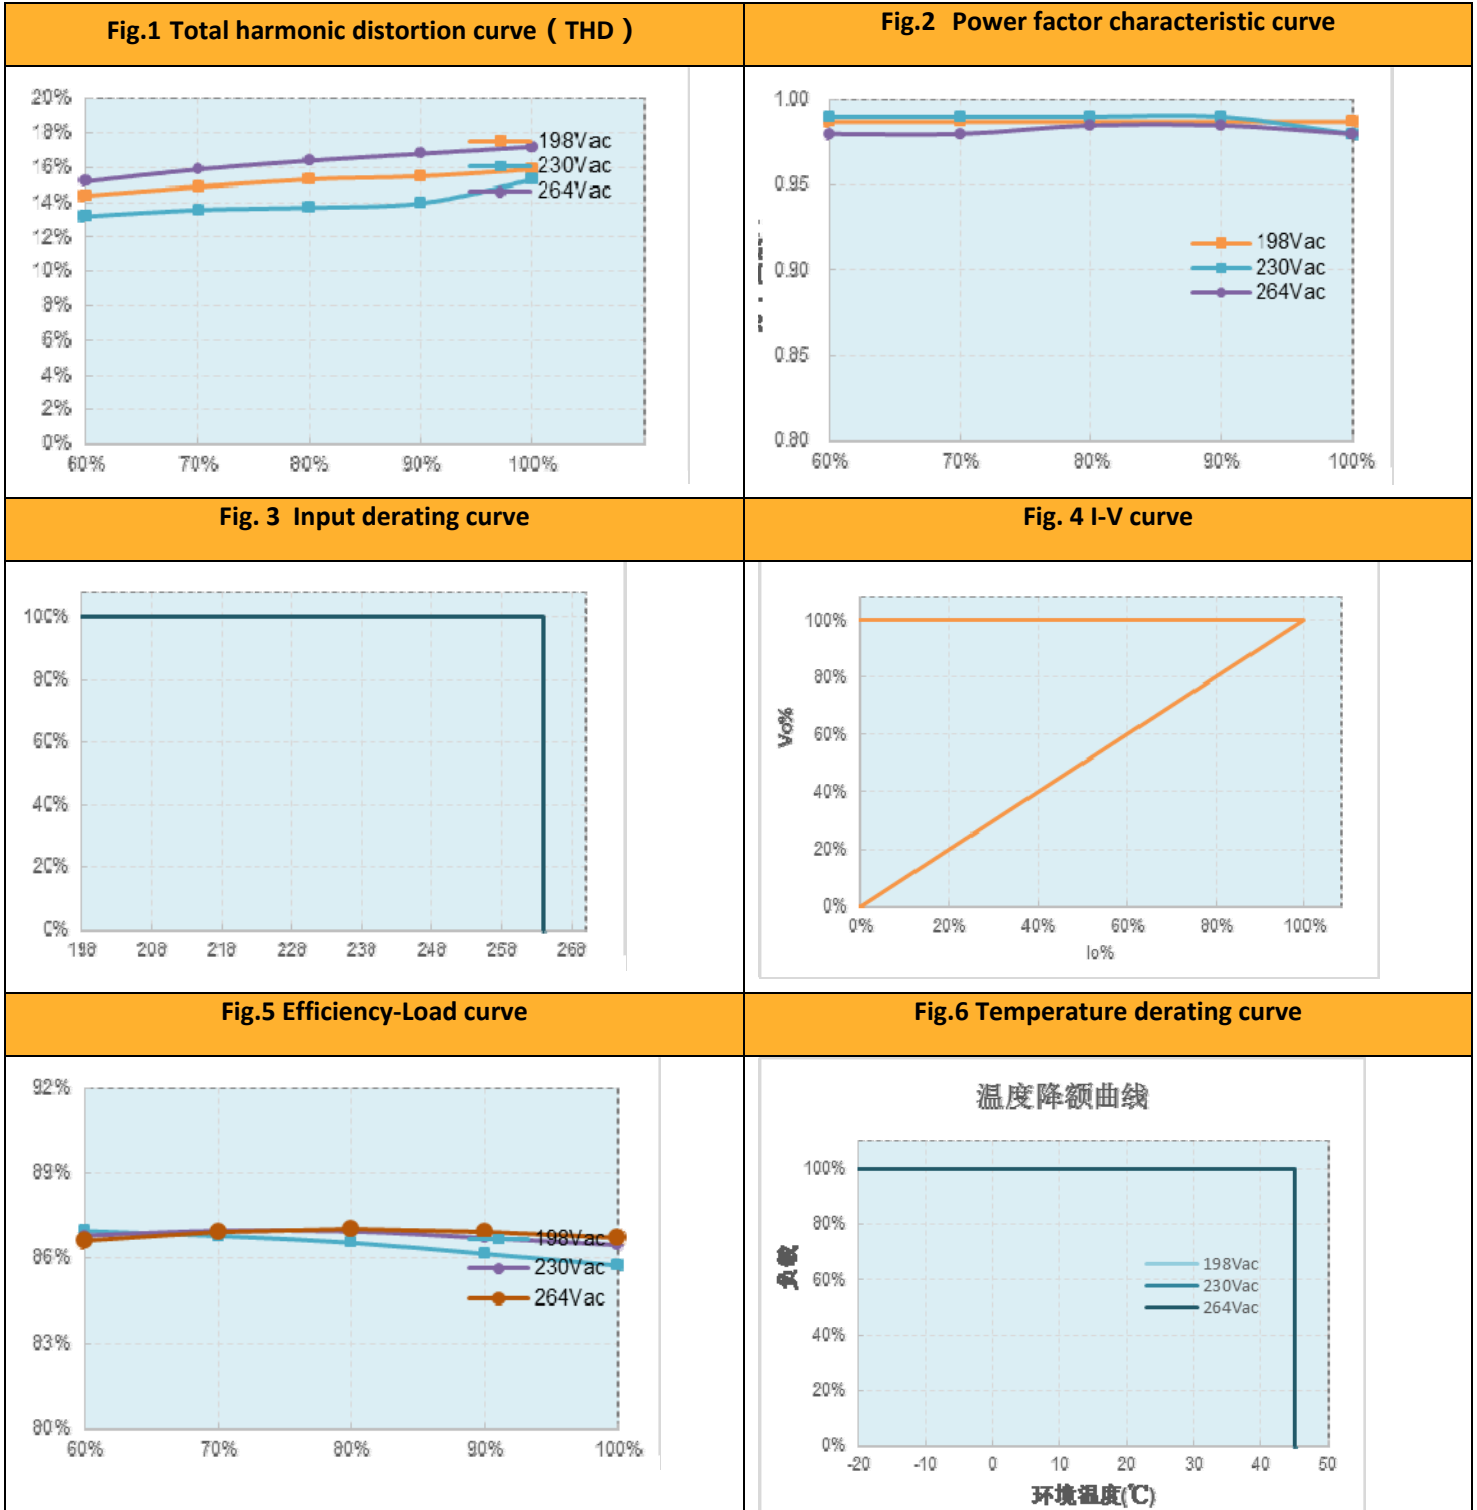 Fig.1 Total harmonic distortion curve（THD）
20%
18%
16%
14%
12%
10%
8%
6%
4%
2%
0%
60% 70% 80% 90% 100%
198Vac
230Vac
264Vac
Fig.2 Power factor characteristic curve
1.00
0.95
0.90
0.85
0.80
60% 70% 80% 90% 100%
198Vac
230Vac
264Vac
Fig. 3 Input derating curve
100%
80%
60%
40%
20%
0%
198 208 218 228 238 248 258 268
Fig. 4 I-V curve
Vo%
100%
80%
60%
40%
20%
0%
0% 20% 40% 60% 80% 100%
Io%
Fig.5 Efficiency-Load curve
92%
89%
86%
83%
80%
60% 70% 80% 90% 100%
198Vac
230Vac
264Vac
Fig.6 Temperature derating curve
温度降额曲线
负载
100%
80%
60%
40%
20%
0%
-20 -10 0 10 20 30 40 50
198Vac
230Vac
264Vac
环境温度(℃)